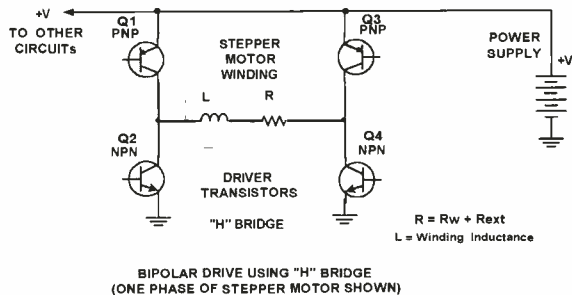 +V
TO OTHER
CIRCUITs
Q1
PNP
STEPPER
MOTOR
WINDING
Q3
PNP
POWER
SUPPLY
+V
L
R
Q2
NPN
Q4
NPN
DRIVER
TRANSISTORS
"H" BRIDGE
R = Rw + Rext
L = Winding Inductance
BIPOLAR DRIVE USING "H" BRIDGE
(ONE PHASE OF STEPPER MOTOR SHOWN)